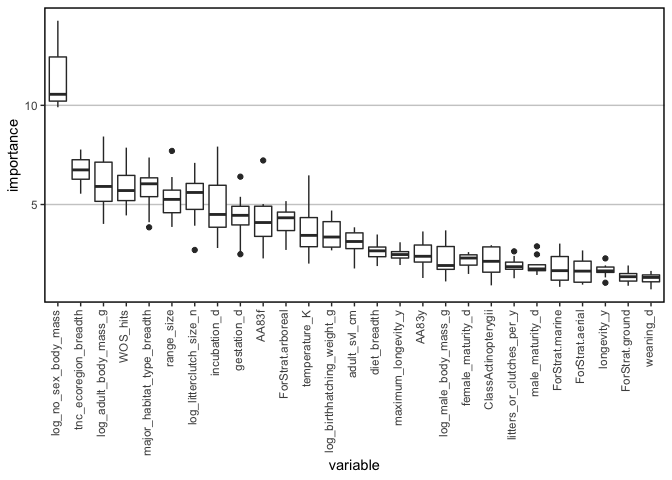 importance
10
5
log_no_sex_body_mass
tnc_ecoregion_breadth
log_adult_body_mass_g
WOS_hits
major_habitat_type_breadth
range_size
log_litterclutch_size_n
incubation_d
gestation_d
AA83f
ForStrat.arboreal
temperature_K
log_birthhatching_weight_g
adult_svl_cm
diet_breadth
maximum_longevity_y
AA83y
log_male_body_mass_g
female_maturity_d
ClassActinopterygii
litters_or_clutches_per_y
male_maturity_d
ForStrat.marine
ForStrat.aerial
longevity_y
ForStrat.ground
weaning_d
variable